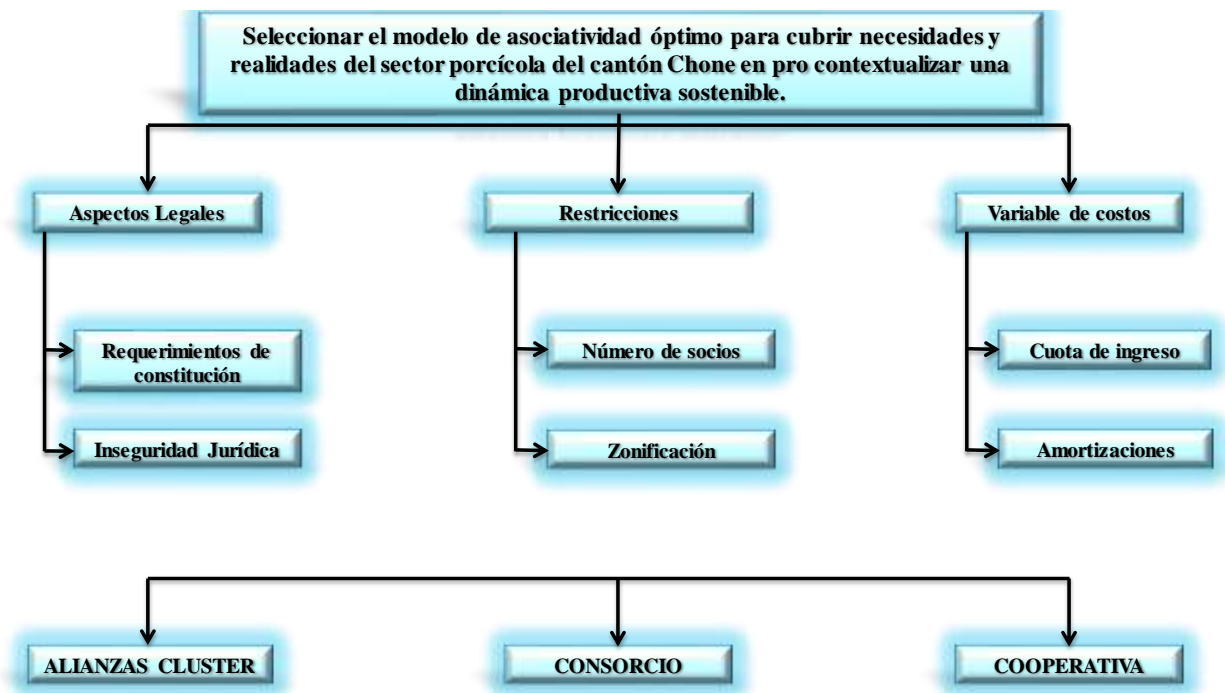 Seleccionar el modelo de asociatividad óptimo para cubrir necesidades y
realidades del sector porcícola del cantón Chone en pro contextualizar una
dinámica productiva sostenible.
Aspectos Legales
Restricciones
Variable de costos
Requerimientos de
constitución
Número de socios
Cuota de ingreso
Inseguridad Jurídica
Zonificación
Amortizaciones
ALIANZAS CLUSTER
CONSORCIO
COOPERATIVA